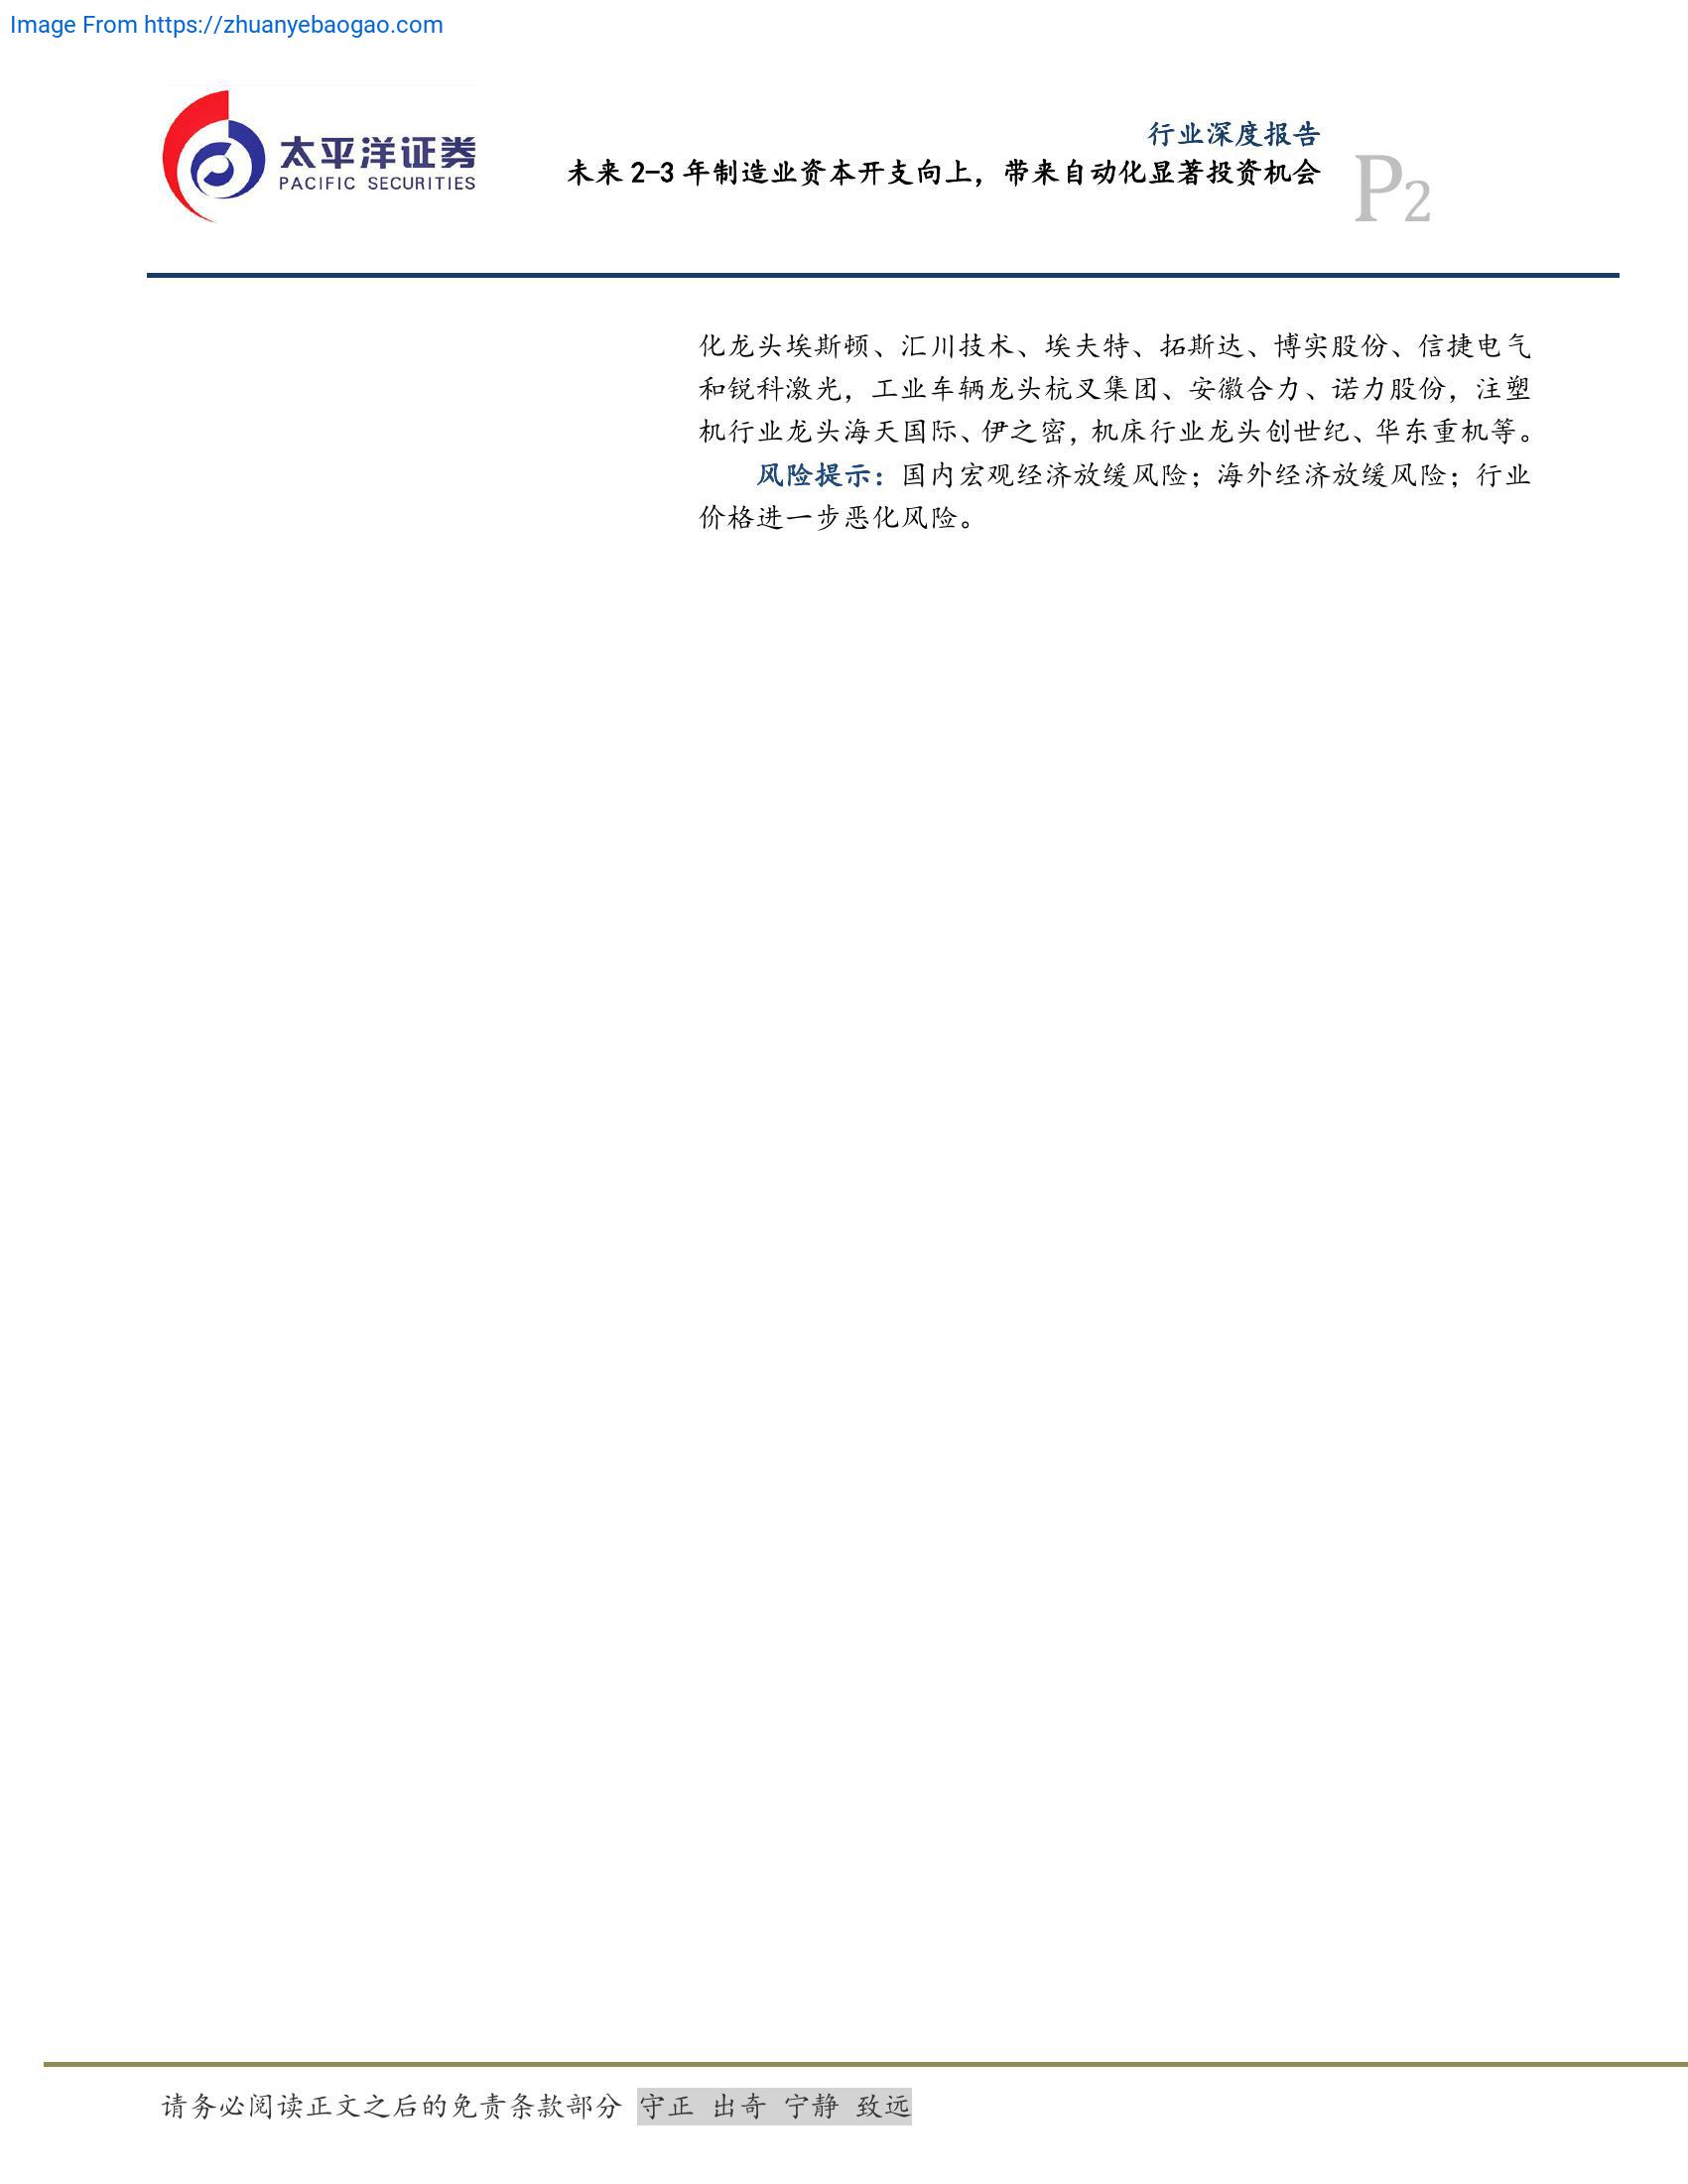 Image From https://zhuanyebaogao.com
太平洋证券
PACIFIC SECURITIES
行业深度报告
未来 2-3 年制造业资本开支向上，带来自动化显著投资机会
P2
化龙头埃斯顿、汇川技术、埃夫特、拓斯达、博实股份、信捷电气
和锐科激光，工业车辆龙头杭叉集团、安徽合力、诺力股份，注塑
机行业龙头海天国际、伊之密，机床行业龙头创世纪、华东重机等。
风险提示：国内宏观经济放缓风险；海外经济放缓风险；行业
价格进一步恶化风险。
请务必阅读正文之后的免责条款部分 守正 出奇 宁静 致远